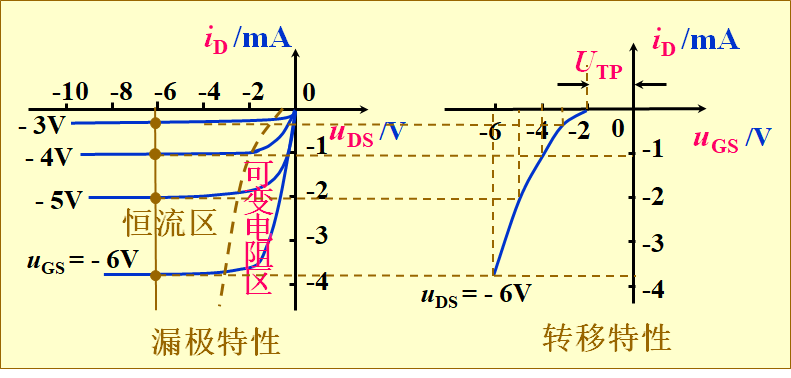 iD /mA
-10 -8 -6 -4 -2 0
uDS /V
- 3V
- 4V
- 5V
uGS = - 6V
-1
-2
-3
-4
恒流区
可变电阻区
漏极特性
iD /mA
UTP
-6 -4 -2 0
uGS /V
-1
-2
-3
-4
uDS = - 6V
转移特性